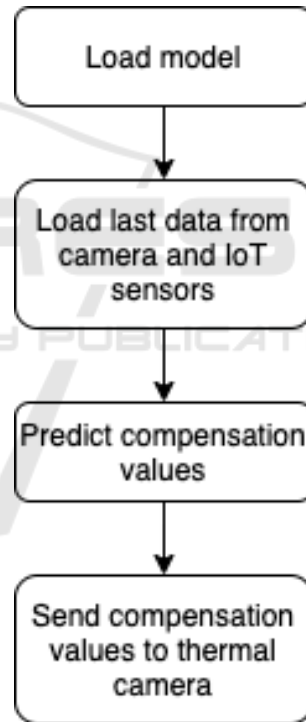 Load model
Load last data from
camera and IoT
sensors
Predict compensation
values
Send compensation
values to thermal
camera